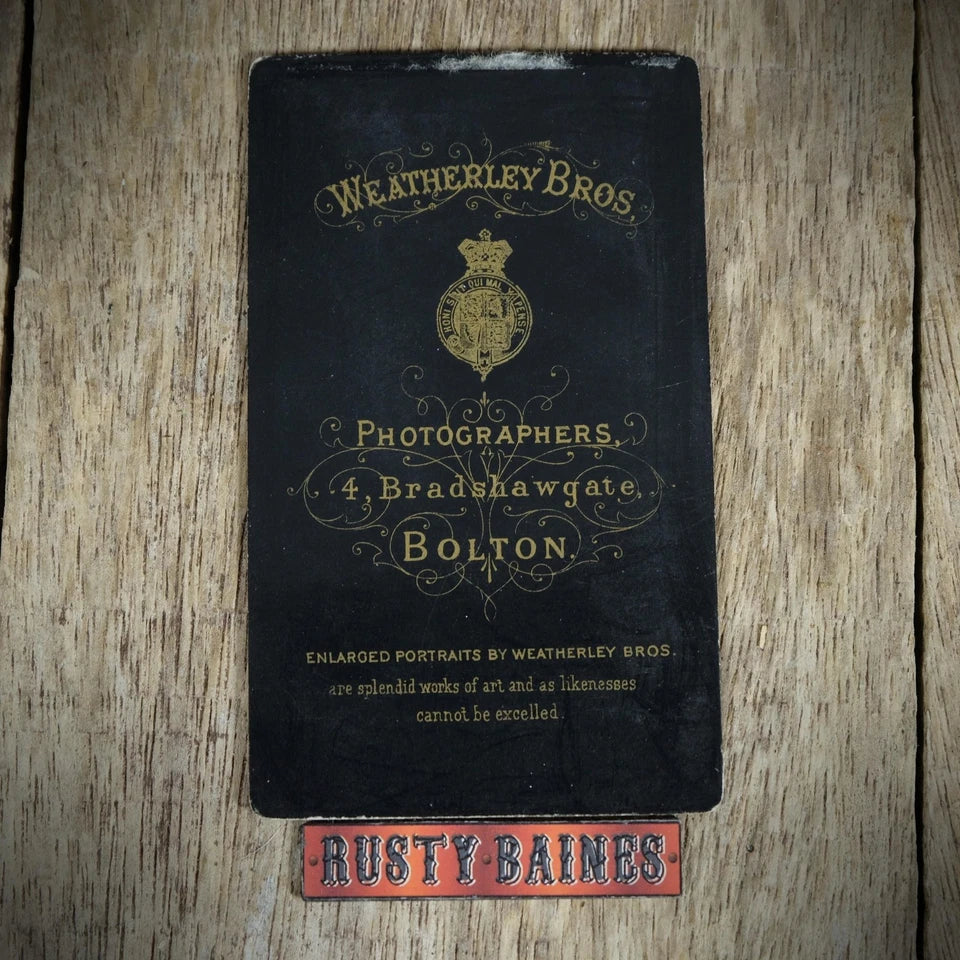 WEATHERLEY BROS,
HONI SOIT QUI MAL Y PENSE
PHOTOGRAPHERS,
4, Bradshawgate,
BOLTON.
ENLARGED PORTRAITS BY WEATHERLEY BROS.
are splendid works of art and as likenesses
cannot be excelled.
RUSTY BAINES